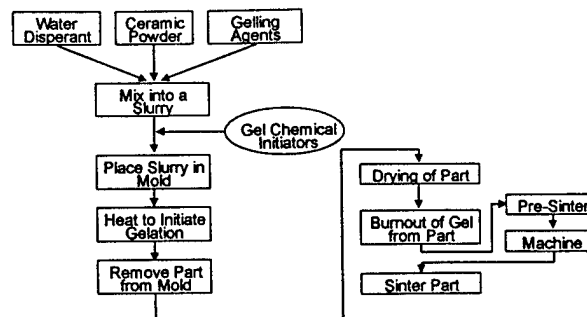 Water
Disperant
Ceramic
Powder
Gelling
Agents
Mix into a
Slurry
Gel Chemical
Initiators
Place Slurry in
Mold
Heat to Initiate
Gelation
Remove Part
from Mold
Drying of Part
Burnout of Gel
from Part
Pre-Sinter
Machine
Sinter Part